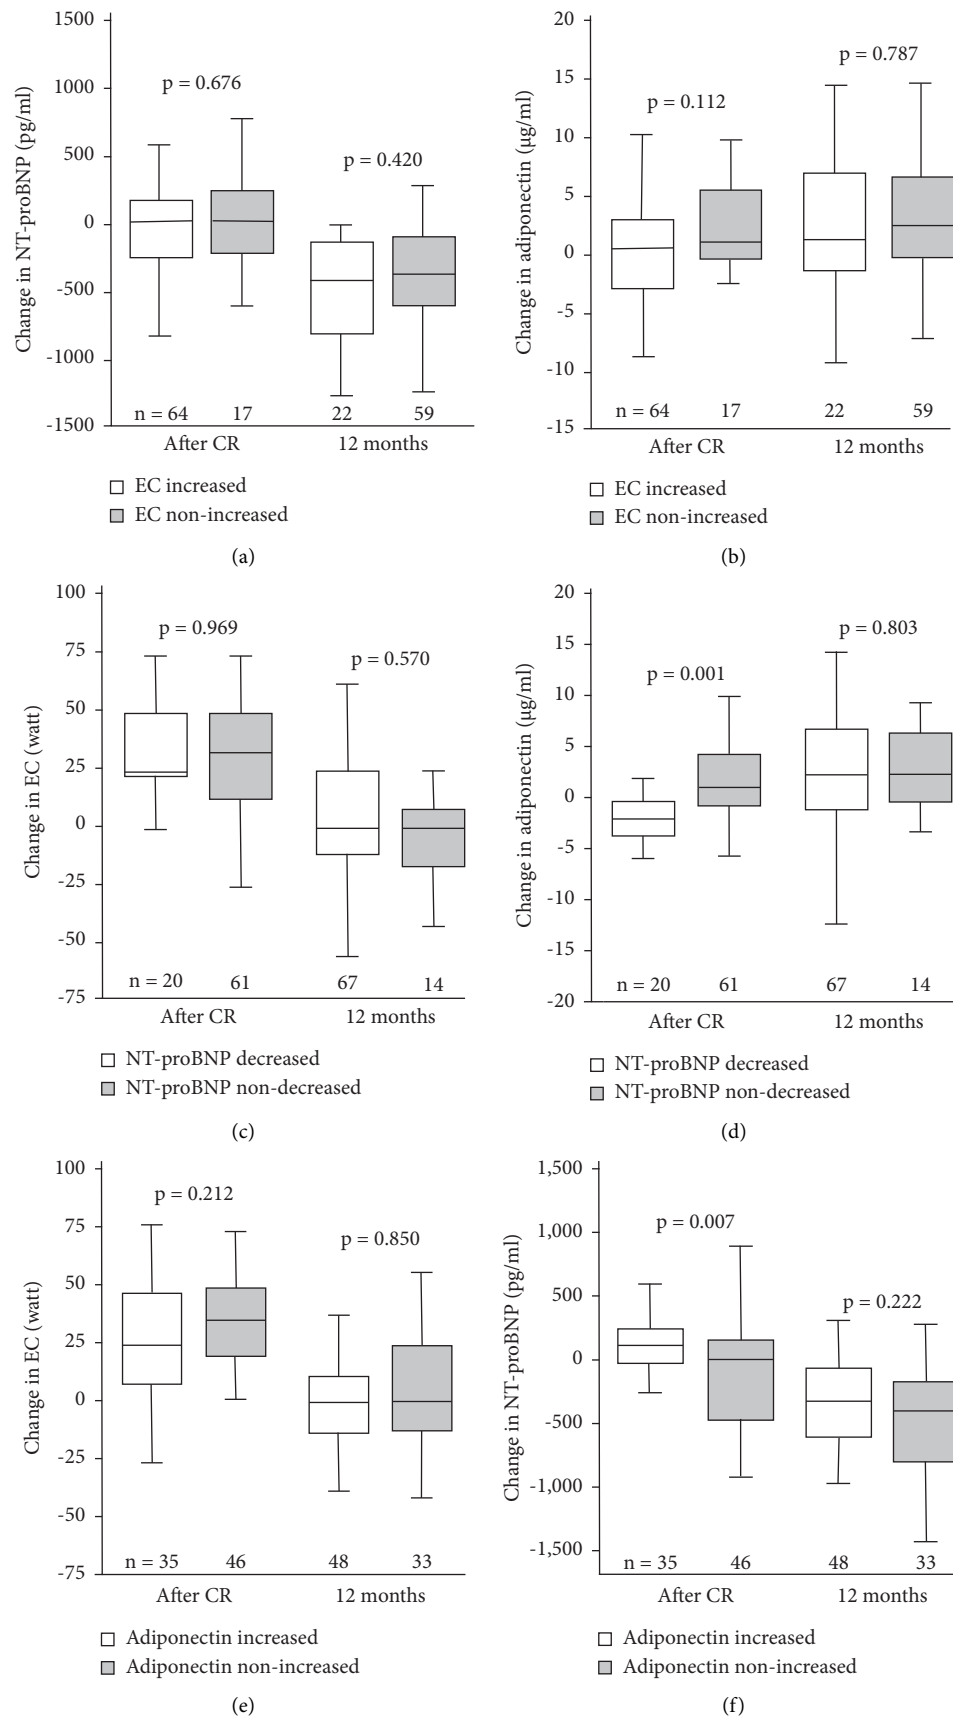 1500
1000
500
0
-500
-1000
-1500
Change in NT-proBNP (pg/ml)
p = 0.676
p = 0.420
n = 64
17
22
59
After CR
12 months
EC increased
EC non-increased
(a)
20
15
10
5
0
-5
-10
-15
Change in adiponectin (μg/ml)
p = 0.112
p = 0.787
n = 64
17
22
59
After CR
12 months
EC increased
EC non-increased
(b)
100
75
50
25
0
-25
-50
-75
Change in EC (watt)
p = 0.969
p = 0.570
n = 20
61
67
14
After CR
12 months
NT-proBNP decreased
NT-proBNP non-decreased
(c)
20
15
10
5
0
-5
-10
-15
-20
Change in adiponectin (μg/ml)
p = 0.001
p = 0.803
n = 20
61
67
14
After CR
12 months
NT-proBNP decreased
NT-proBNP non-decreased
(d)
100
75
50
25
0
-25
-50
-75
Change in EC (watt)
p = 0.212
p = 0.850
n = 35
46
48
33
After CR
12 months
Adiponectin increased
Adiponectin non-increased
(e)
1,500
1,000
500
0
-500
-1,000
-1,500
Change in NT-proBNP (pg/ml)
p = 0.007
p = 0.222
n = 35
46
48
33
After CR
12 months
Adiponectin increased
Adiponectin non-increased
(f)